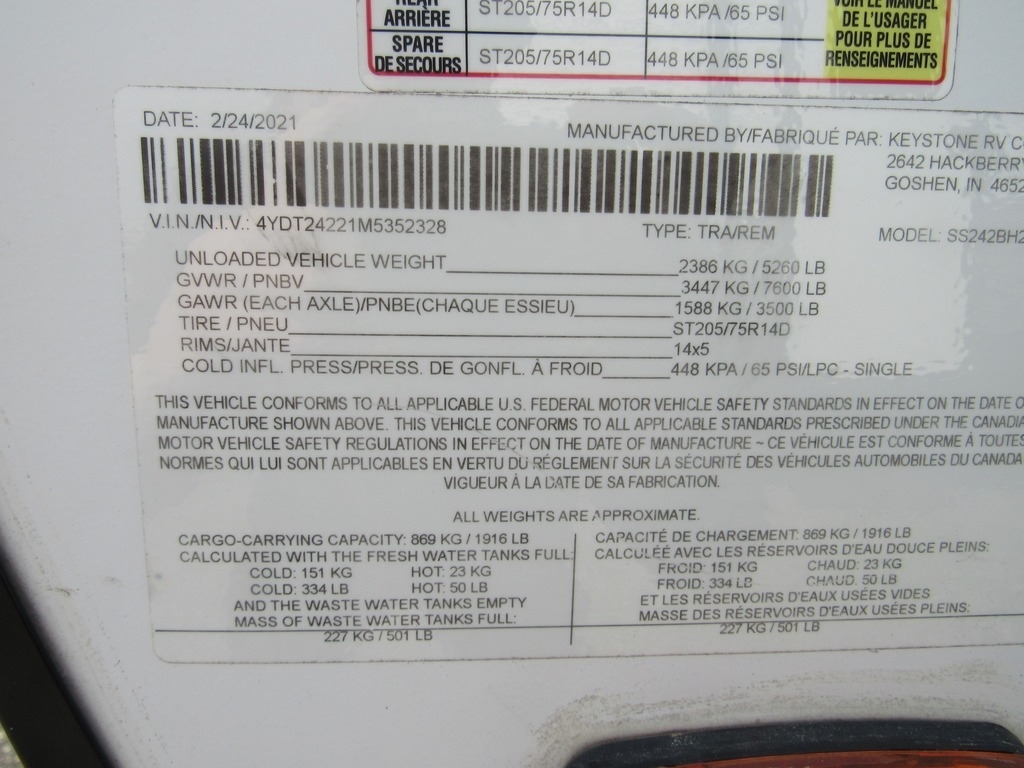 REAR
ARRIÈRE ST205/75R14D 448 KPA /65 PSI
SPARE
DE SECOURS ST205/75R14D 448 KPA /65 PSI
VOIR LE MANUEL
DE L'USAGER
POUR PLUS DE
RENSEIGNEMENTS
DATE: 2/24/2021
MANUFACTURED BY/FABRIQUÉ PAR: KEYSTONE RV
2642 HACKBERRY
GOSHEN, IN 4652
V.I.N./N.I.V.: 4YDT24221M5352328 TYPE: TRA/REM MODEL: SS242BH2
UNLOADED VEHICLE WEIGHT 2386 KG / 5260 LB
GVWR / PNBV 3447 KG / 7600 LB
GAWR (EACH AXLE)/PNBE(CHAQUE ESSIEU) 1588 KG / 3500 LB
TIRE / PNEU ST205/75R14D
RIMS/JANTE 14x5
COLD INFL. PRESS/PRESS. DE GONFL. À FROID 448 KPA / 65 PSI/LPC - SINGLE
THIS VEHICLE CONFORMS TO ALL APPLICABLE U.S. FEDERAL MOTOR VEHICLE SAFETY STANDARDS IN EFFECT ON THE DATE
MANUFACTURE SHOWN ABOVE. THIS VEHICLE CONFORMS TO ALL APPLICABLE STANDARDS PRESCRIBED UNDER THE CANADIA
MOTOR VEHICLE SAFETY REGULATIONS IN EFFECT ON THE DATE OF MANUFACTURE ~ CE VÉHICULE EST CONFORME À TOUTES
NORMES QUI LUI SONT APPLICABLES EN VERTU DU RÉGLEMENT SUR LA SÉCURITÉ DES VÉHICULES AUTOMOBILES DU CANADA
VIGUEUR À LA DATE DE SA FABRICATION.
ALL WEIGHTS ARE APPROXIMATE.
CARGO-CARRYING CAPACITY: 869 KG / 1916 LB
CALCULATED WITH THE FRESH WATER TANKS FULL:
COLD: 151 KG HOT: 23 KG
COLD: 334 LB HOT: 50 LB
AND THE WASTE WATER TANKS EMPTY
MASS OF WASTE WATER TANKS FULL:
227 KG / 501 LB
CAPACITÉ DE CHARGEMENT: 869 KG / 1916 LB
CALCULÉÉ AVEC LES RÉSERVOIRS D'EAU DOUCE PLEINS:
FROID: 151 KG CHAUD: 23 KG
FROID: 334 LB CHAUD: 50 LB
ET LES RÉSERVOIRS D'EAUX USÉES VIDES
MASSE DES RÉSERVOIRS D'EAUX USÉES PLEINS:
227 KG / 501 LB